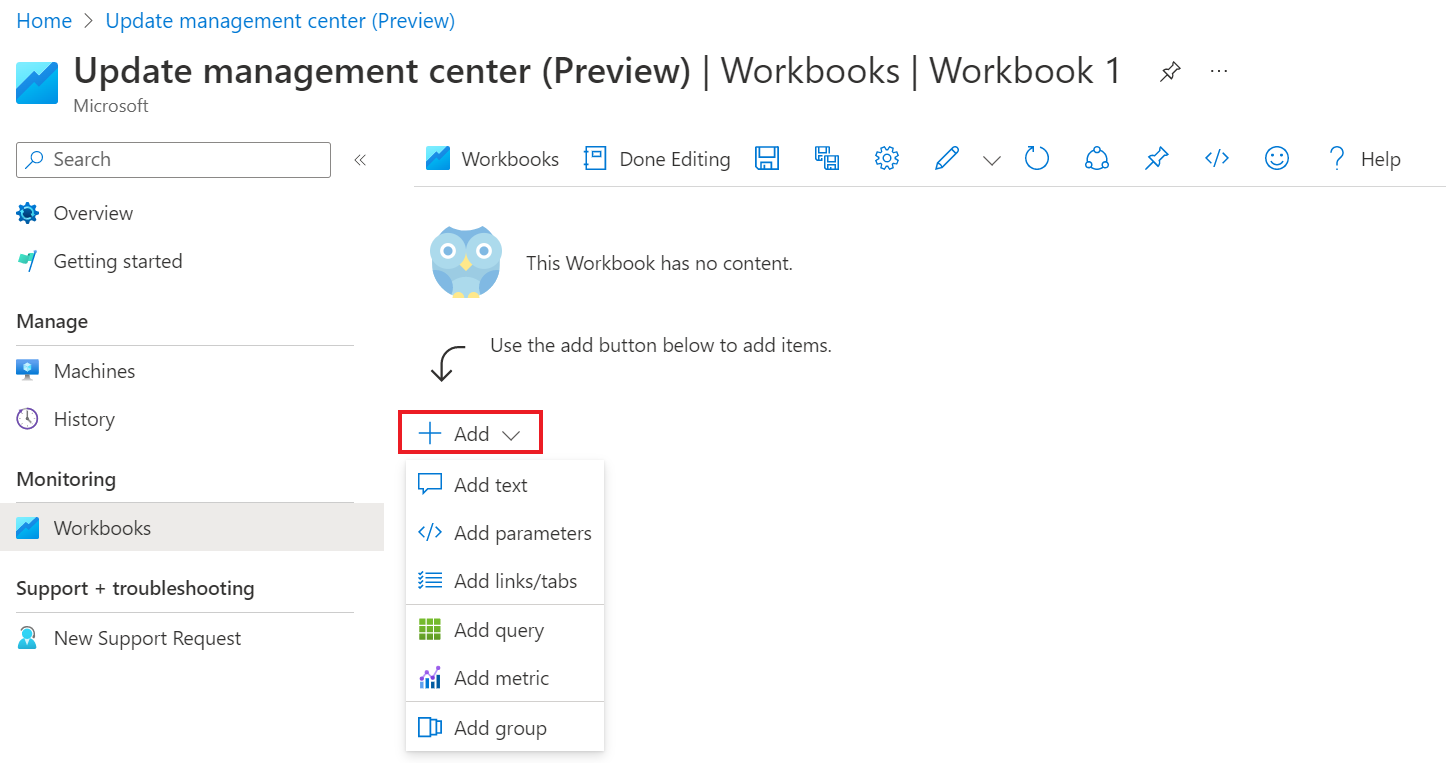 Home > Update management center (Preview)
Update management center (Preview) | Workbooks | Workbook 1 ...
Microsoft
Search «
Workbooks Done Editing </> ? Help
Overview
Getting started
This Workbook has no content.
Manage
Use the add button below to add items.
Machines
History
+ Add
Monitoring
Add text
Workbooks
</> Add parameters
Add links/tabs
Support + troubleshooting
Add query
New Support Request
Add metric
Add group